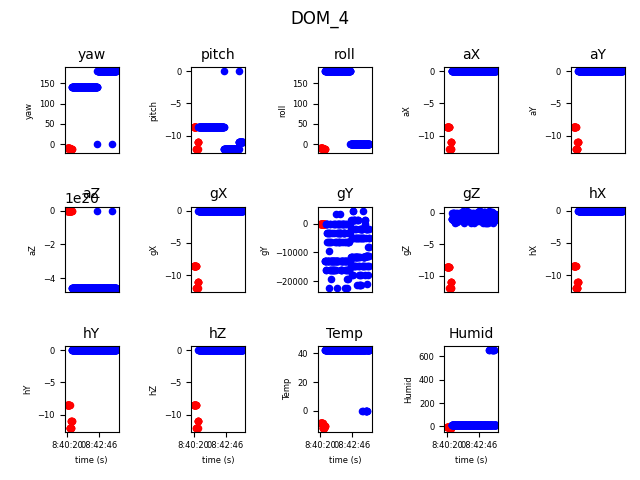 DOM_4
yaw pitch roll aX aY
yaw 150 100 50 0
pitch 0 −5 −10
roll 150 100 50 0
aX 0 −5 −10
aY 0 −5 −10
1e20
aZ gX gY gZ hX
aZ 0 −2 −4
gX 0 −5 −10
gY 0 −10000 −20000
gZ 0 −5 −10
hX 0 −5 −10
hY hZ Temp Humid
hY 0 −5 −10
hZ 0 −5 −10
Temp 40 20 0
Humid 600 400 200 0
8:40:20 08:42:46 8:40:20 08:42:46 8:40:20 08:42:46 8:40:20 08:42:46
time (s) time (s) time (s) time (s)